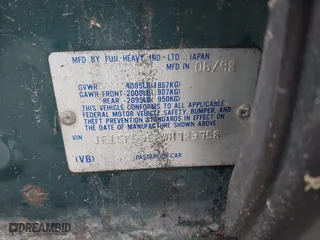 MFD BY FUJI HEAVY IND. LTD. JAPAN
MFD IN 06/98
GVWR 4095LB(1857KG)
GAWR FRONT 2000LB( 907KG)
REAR 2095LB( 950KG)
THIS VEHICLE CONFORMS TO ALL APPLICABLE
FEDERAL MOTOR VEHICLE SAFETY, BUMPER, AND
THEFT PREVENTION STANDARDS IN EFFECT ON THE
DATE OF MANUFACTURE SHOWN ABOVE.
VIN
(VB) PASSENGER CAR
DREAMBID